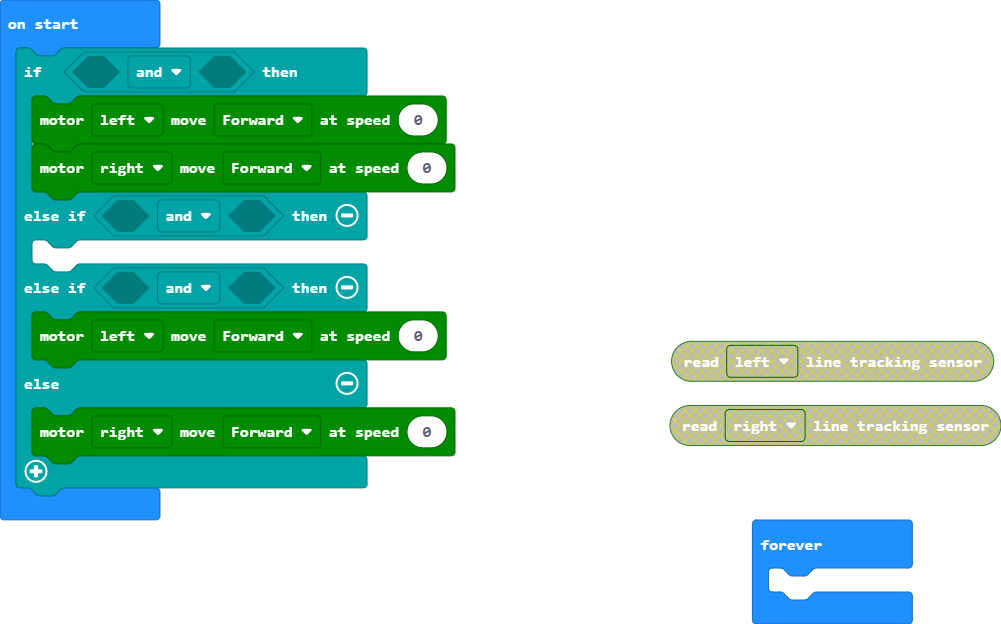 on start
if and then
motor left move Forward at speed 0
motor right move Forward at speed 0
else if and then
else if and then
motor left move Forward at speed 0
else
motor right move Forward at speed 0
read left line tracking sensor
read right line tracking sensor
forever